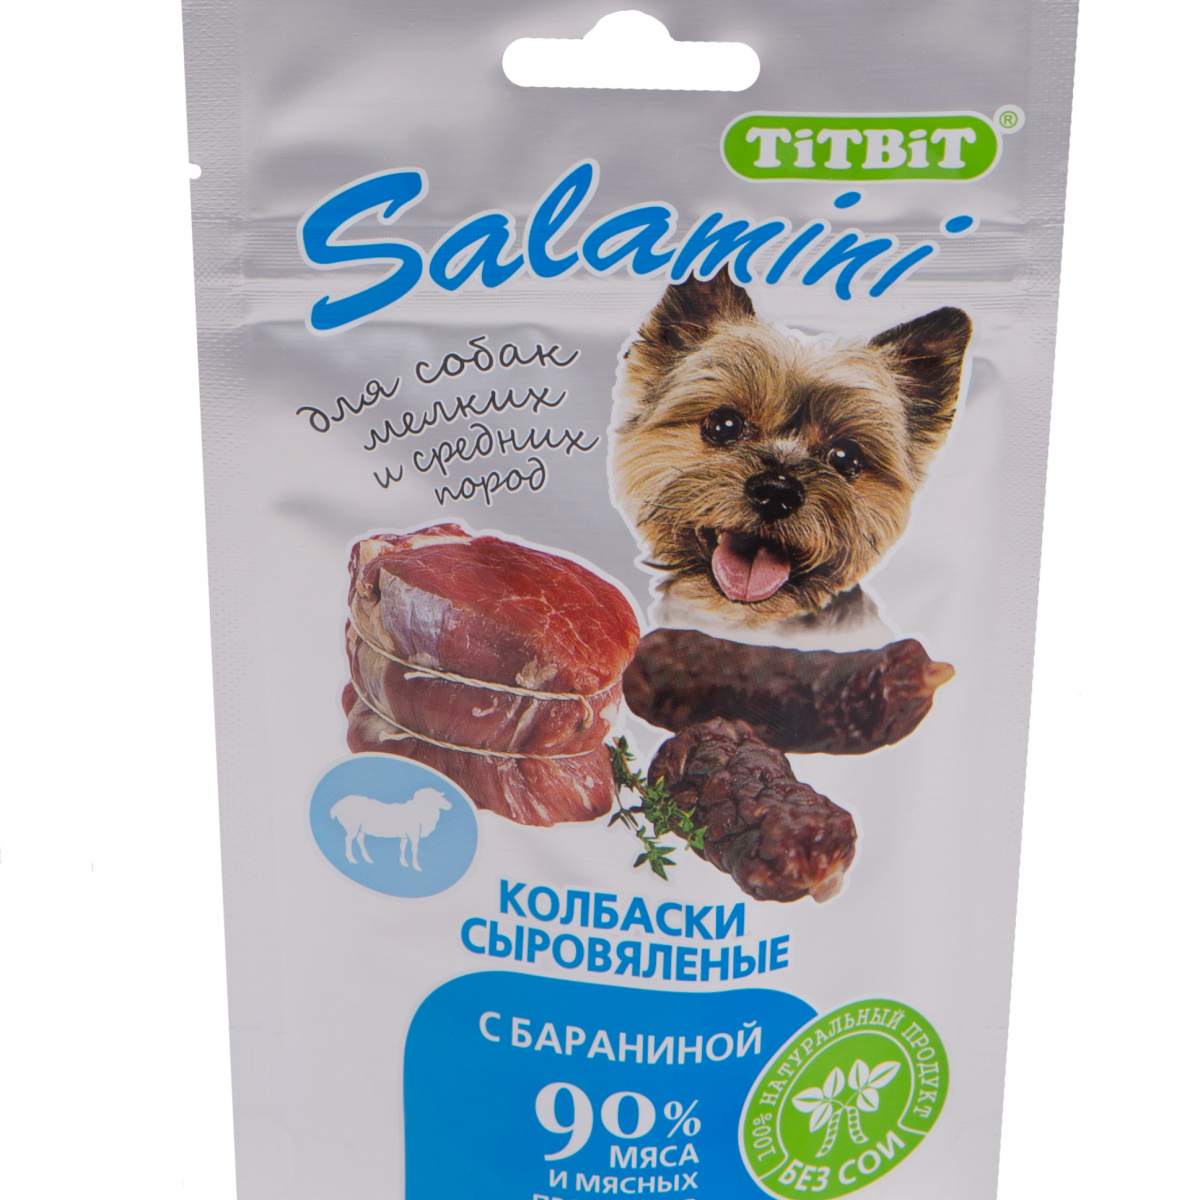 TiTBiT®
Salamini
для собак
мелких
и средних
пород
КОЛБАСКИ
СЫРОВЯЛЕНЫЕ
С БАРАНИНОЙ
90%
МЯСА
И МЯСНЫХ
100% НАТУРАЛЬНЫЙ ПРОДУКТ
БЕЗ СОИ